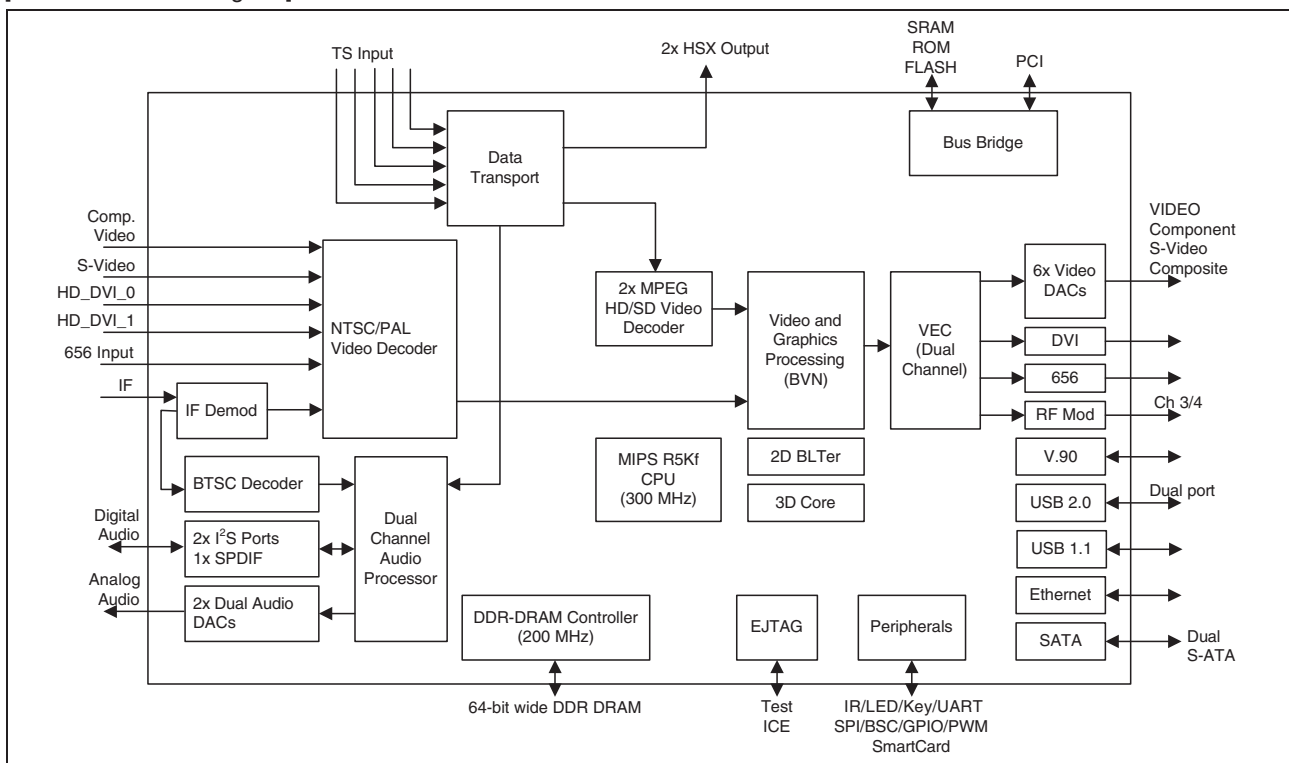 TS Input
2x HSX Output
SRAM
ROM
FLASH
PCI
Bus Bridge
Data
Transport
Comp.
Video
S-Video
HD_DVI_0
HD_DVI_1
656 Input
IF
NTSC/PAL
Video Decoder
IF Demod
2x MPEG
HD/SD Video
Decoder
Video and
Graphics
Processing
(BVN)
VEC
(Dual
Channel)
6x Video
DACs
VIDEO
Component
S-Video
Composite
DVI
656
RF Mod
Ch 3/4
MIPS R5Kf
CPU
(300 MHz)
2D BLTer
3D Core
V.90
USB 2.0
Dual port
USB 1.1
Ethernet
SATA
Dual
S-ATA
BTSC Decoder
Digital
Audio
2x I²S Ports
1x SPDIF
Analog
Audio
2x Dual Audio
DACs
Dual
Channel
Audio
Processor
DDR-DRAM Controller
(200 MHz)
64-bit wide DDR DRAM
EJTAG
Test
ICE
Peripherals
IR/LED/Key/UART
SPI/BSC/GPIO/PWM
SmartCard